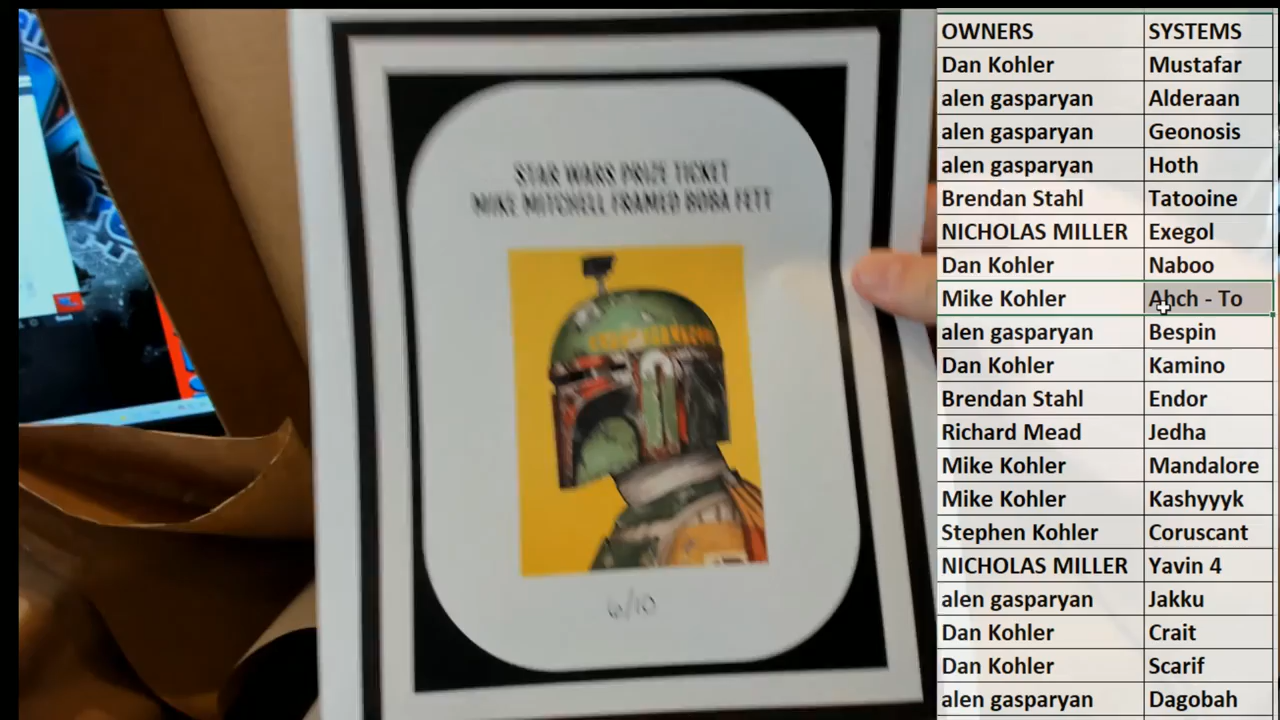 STAR WARS PRIZE TICKET
MIKE MITCHELL FRAMED BOBA FETT
6/10
OWNERS SYSTEMS
Dan Kohler Mustafar
alen gasparyan Alderaan
alen gasparyan Geonosis
alen gasparyan Hoth
Brendan Stahl Tatooine
NICHOLAS MILLER Exegol
Dan Kohler Naboo
Mike Kohler Ahch - To
alen gasparyan Bespin
Dan Kohler Kamino
Brendan Stahl Endor
Richard Mead Jedha
Mike Kohler Mandalore
Mike Kohler Kashyyyk
Stephen Kohler Coruscant
NICHOLAS MILLER Yavin 4
alen gasparyan Jakku
Dan Kohler Crait
Dan Kohler Scarif
alen gasparyan Dagobah